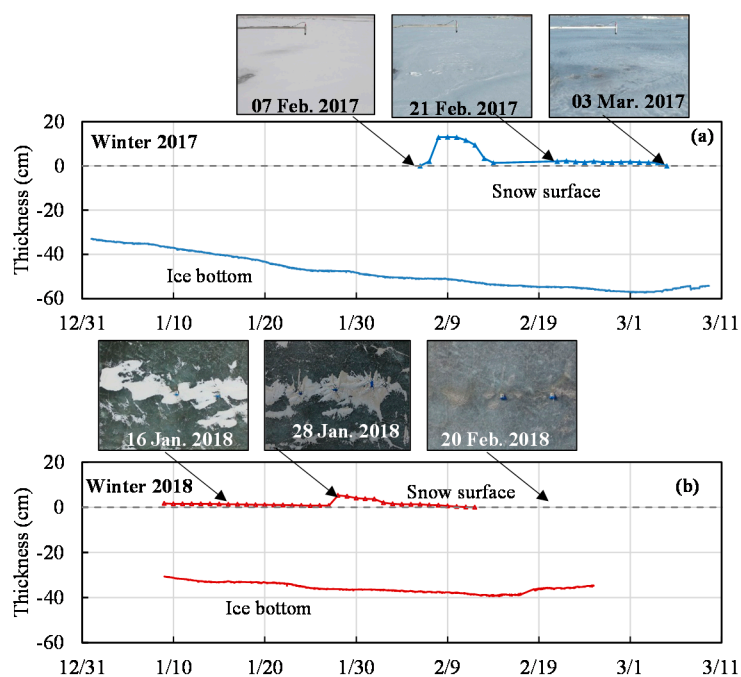 07 Feb. 2017
21 Feb. 2017
03 Mar. 2017
Winter 2017
(a)
Thickness (cm)
20
0
-20
-40
-60
Snow surface
Ice bottom
12/31
1/10
1/20
1/30
2/9
2/19
3/1
3/11
16 Jan. 2018
28 Jan. 2018
20 Feb. 2018
Winter 2018
(b)
Thickness (cm)
20
0
-20
-40
-60
Snow surface
Ice bottom
12/31
1/10
1/20
1/30
2/9
2/19
3/1
3/11